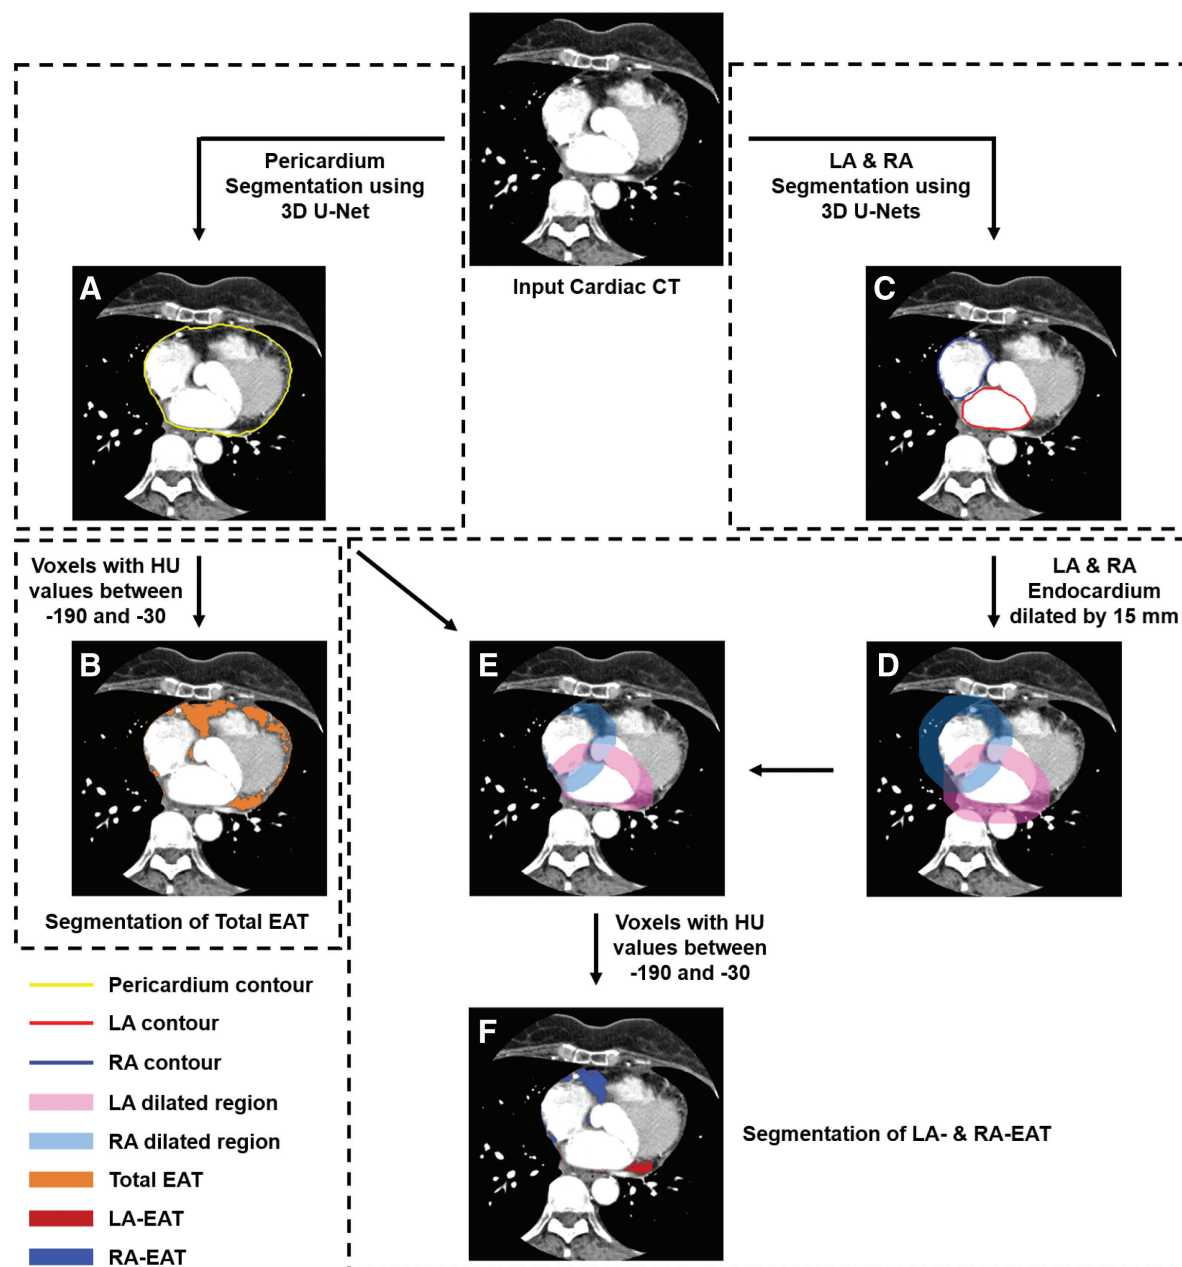 Pericardium
Segmentation using
3D U-Net
LA & RA
Segmentation using
3D U-Nets
Input Cardiac CT
A
C
Voxels with HU
values between
-190 and -30
LA & RA
Endocardium
dilated by 15 mm
B
E
D
Segmentation of Total EAT
Voxels with HU
values between
-190 and -30
Pericardium contour
LA contour
RA contour
LA dilated region
RA dilated region
Total EAT
LA-EAT
RA-EAT
F
Segmentation of LA- & RA-EAT